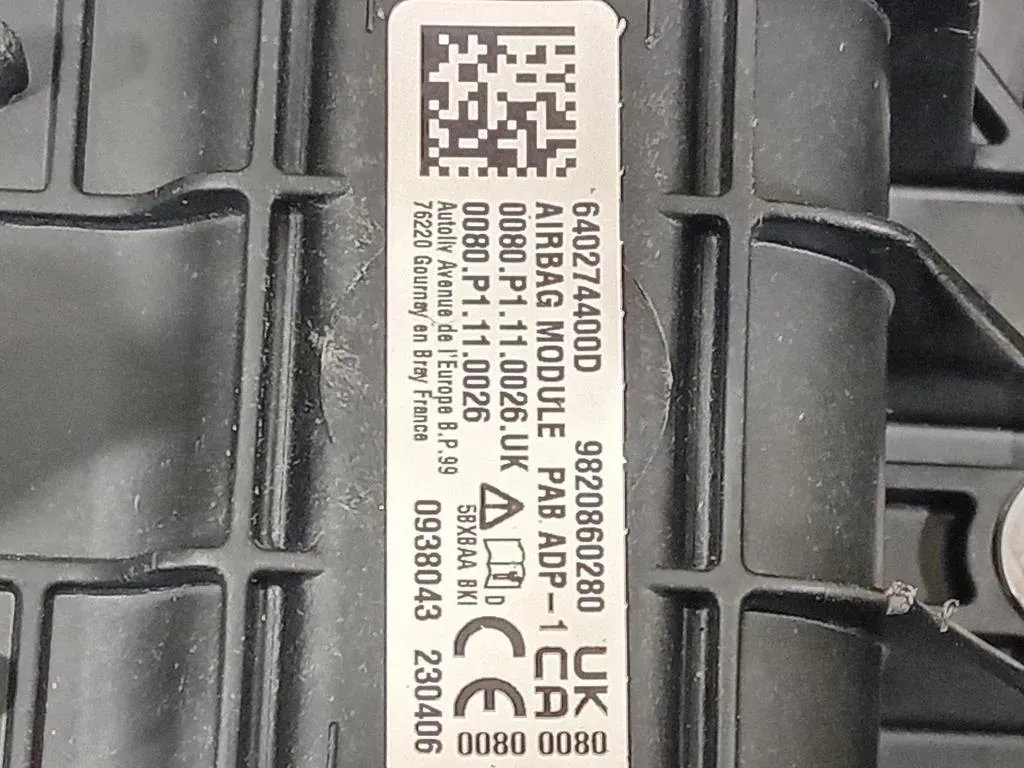 640274400D 9820860280
AIRBAG MODULE PAB ADP-1
0080.P1.11.0026.UK
0080.P1.11.0026
Autoliv Avenue de l'Europe B.P.99
76220 Gournay en Bray France
D
5BXBAA BKI
0938043 230406
UK
CA
CE
0080 0080